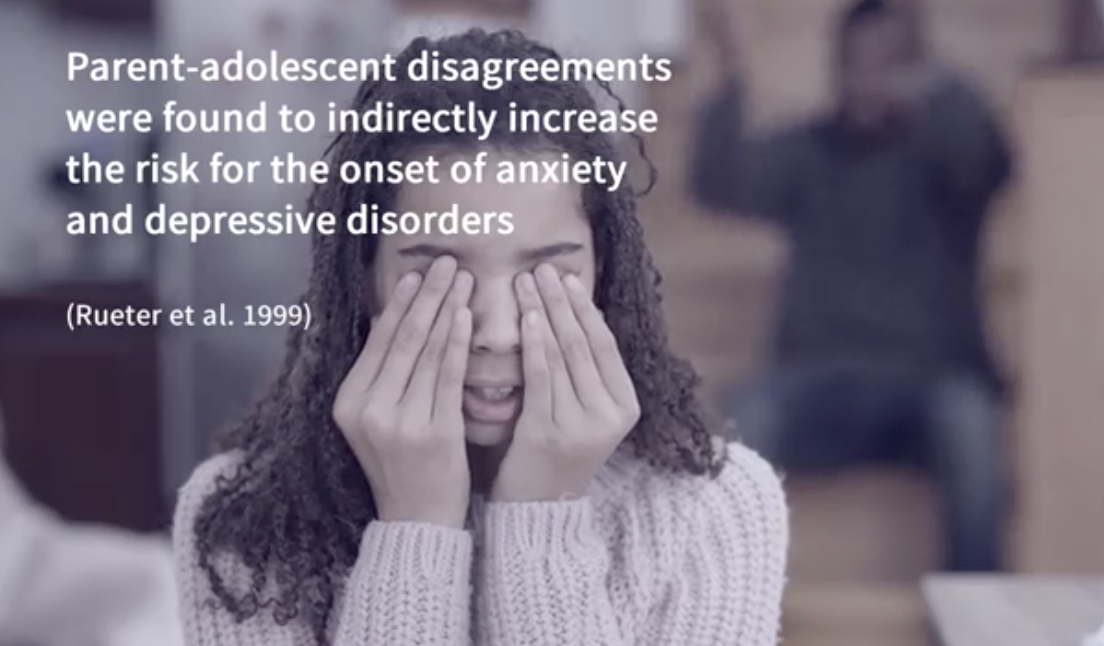 Parent-adolescent disagreements
were found to indirectly increase
the risk for the onset of anxiety
and depressive disorders
(Rueter et al. 1999)